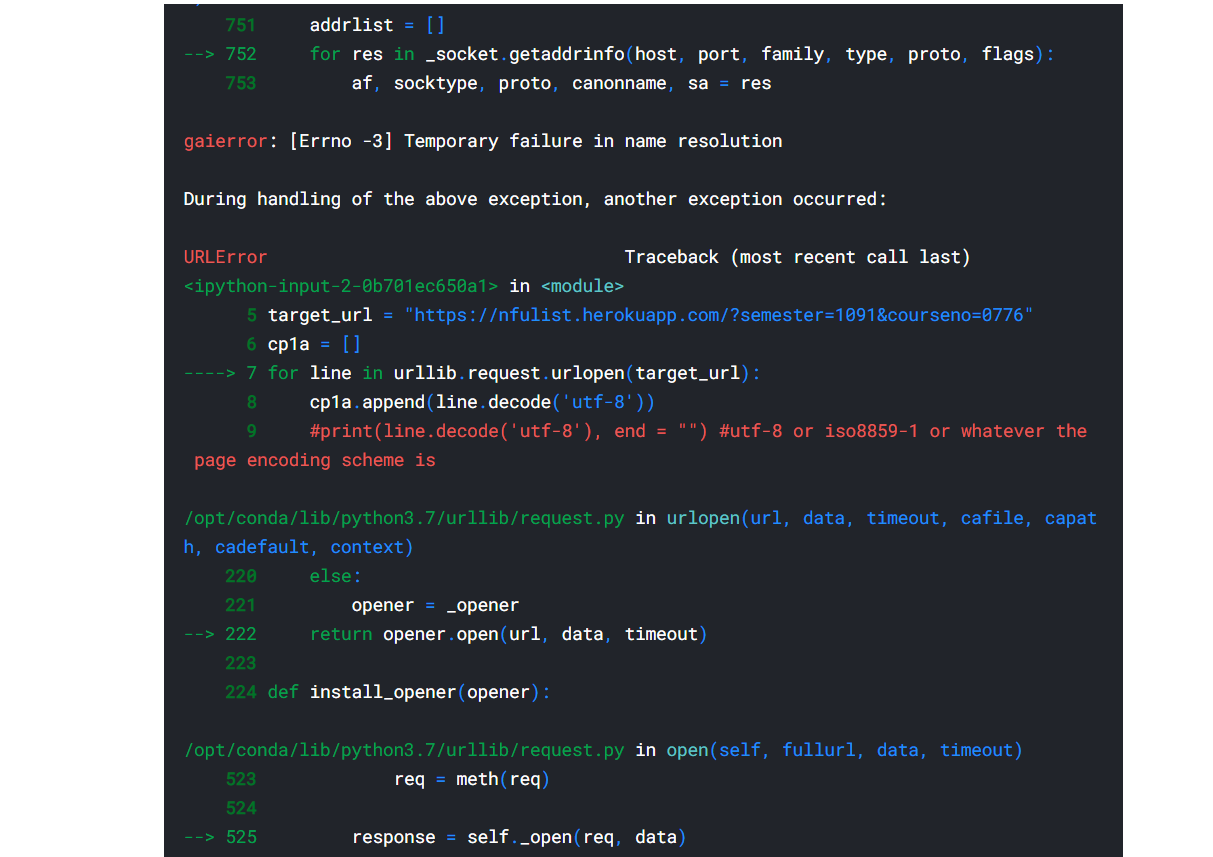 751 addrlist = []
--> 752 for res in _socket.getaddrinfo(host, port, family, type, proto, flags):
753 af, socktype, proto, canonname, sa = res
gaierror: [Errno -3] Temporary failure in name resolution
During handling of the above exception, another exception occurred:
URLError Traceback (most recent call last)
<ipython-input-2-0b701ec650a1> in <module>
5 target_url = "https://nfulist.herokuapp.com/?semester=1091&courseno=0776"
6 cp1a = []
----> 7 for line in urllib.request.urlopen(target_url):
8 cp1a.append(line.decode('utf-8'))
9 #print(line.decode('utf-8'), end = "") #utf-8 or iso8859-1 or whatever the
page encoding scheme is
/opt/conda/lib/python3.7/urllib/request.py in urlopen(url, data, timeout, cafile, capat
h, cadefault, context)
220 else:
221 opener = _opener
--> 222 return opener.open(url, data, timeout)
223
224 def install_opener(opener):
/opt/conda/lib/python3.7/urllib/request.py in open(self, fullurl, data, timeout)
523 req = meth(req)
524
--> 525 response = self._open(req, data)